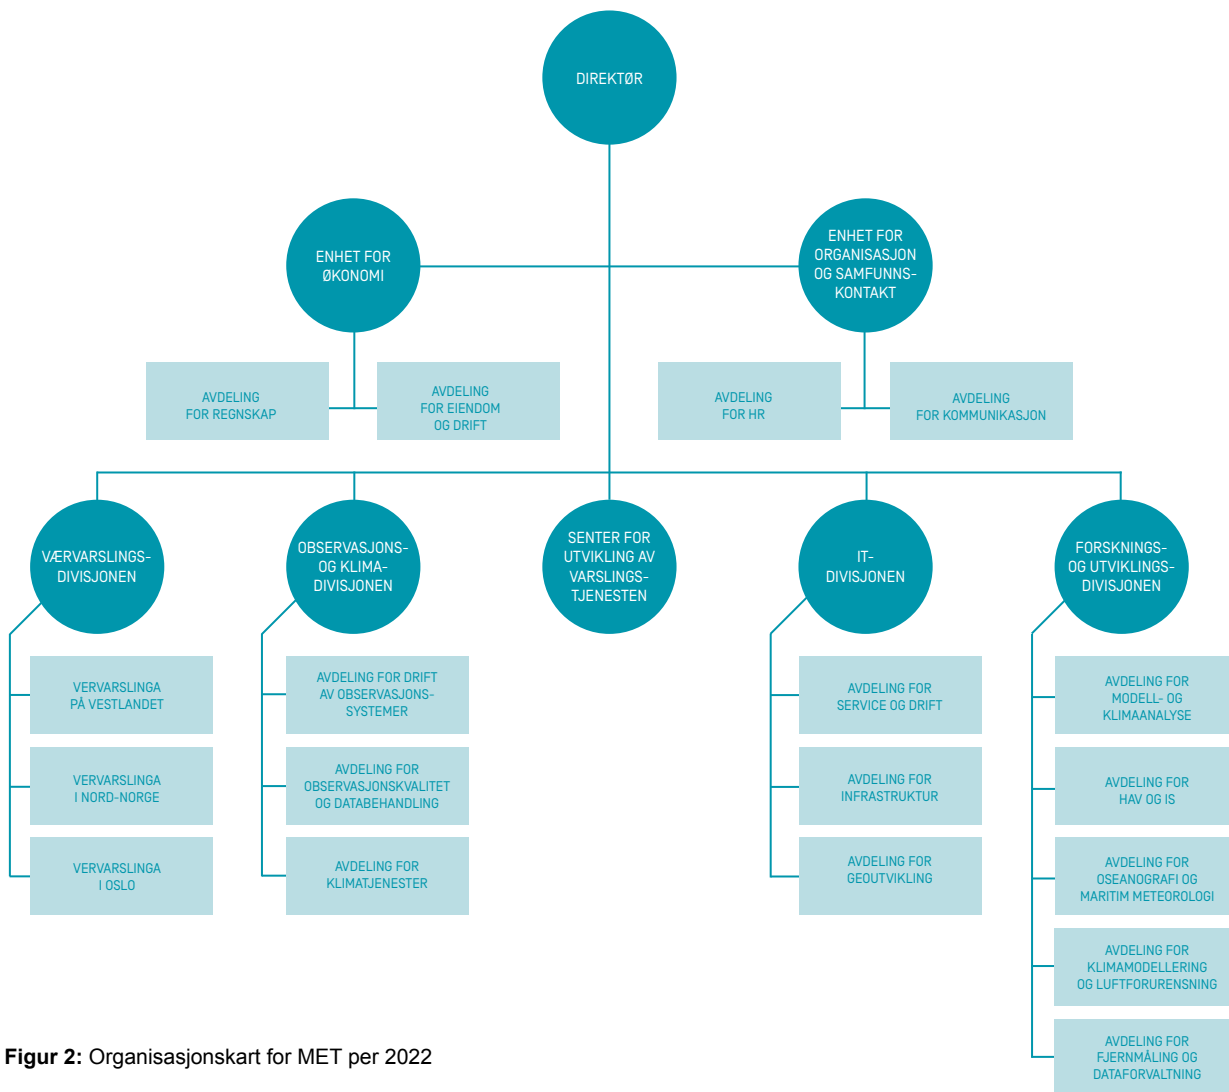 DIREKTØR
ENHET FOR
ØKONOMI
ENHET FOR
ORGANISASJON
OG SAMFUNNS-
KONTAKT
AVDELING
FOR REGNSKAP
AVDELING
FOR EIENDOM
OG DRIFT
AVDELING
FOR HR
AVDELING
FOR KOMMUNIKASJON
VÆRVARSLINGS-
DIVISJONEN
OBSERVASJONS-
OG KLIMA-
DIVISJONEN
SENTER FOR
UTVIKLING AV
VARSLINGS-
TJENESTEN
IT-
DIVISJONEN
FORSKNINGS-
OG UTVIKLINGS-
DIVISJONEN
VERVARSLINGA
PÅ VESTLANDET
VERVARSLINGA
I NORD-NORGE
VERVARSLINGA
I OSLO
AVDELING FOR DRIFT
AV OBSERVASJONS-
SYSTEMER
AVDELING FOR
OBSERVASJONSKVALITET
OG DATABEHANDLING
AVDELING FOR
KLIMATJENESTER
AVDELING FOR
SERVICE OG DRIFT
AVDELING FOR
INFRASTRUKTUR
AVDELING FOR
GEOUTVIKLING
AVDELING FOR
MODELL- OG
KLIMAANALYSE
AVDELING FOR
HAV OG IS
AVDELING FOR
OSEANOGRAFI OG
MARITIM METEOROLOGI
AVDELING FOR
KLIMAMODELLERING
OG LUFTFORURENSNING
AVDELING FOR
FJERNMÅLING OG
DATAFORVALTNING
Figur 2: Organisasjonskart for MET per 2022